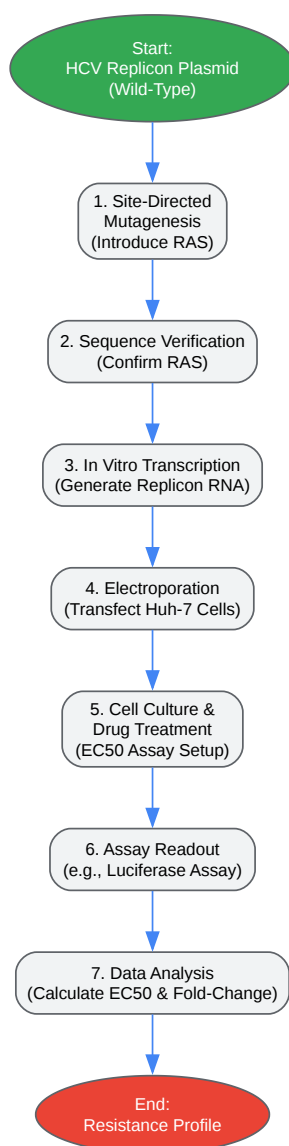 Start:
HCV Replicon Plasmid
(Wild-Type)
1. Site-Directed
Mutagenesis
(Introduce RAS)
2. Sequence Verification
(Confirm RAS)
3. In Vitro Transcription
(Generate Replicon RNA)
4. Electroporation
(Transfect Huh-7 Cells)
5. Cell Culture &
Drug Treatment
(EC50 Assay Setup)
6. Assay Readout
(e.g., Luciferase Assay)
7. Data Analysis
(Calculate EC50 & Fold-Change)
End:
Resistance Profile